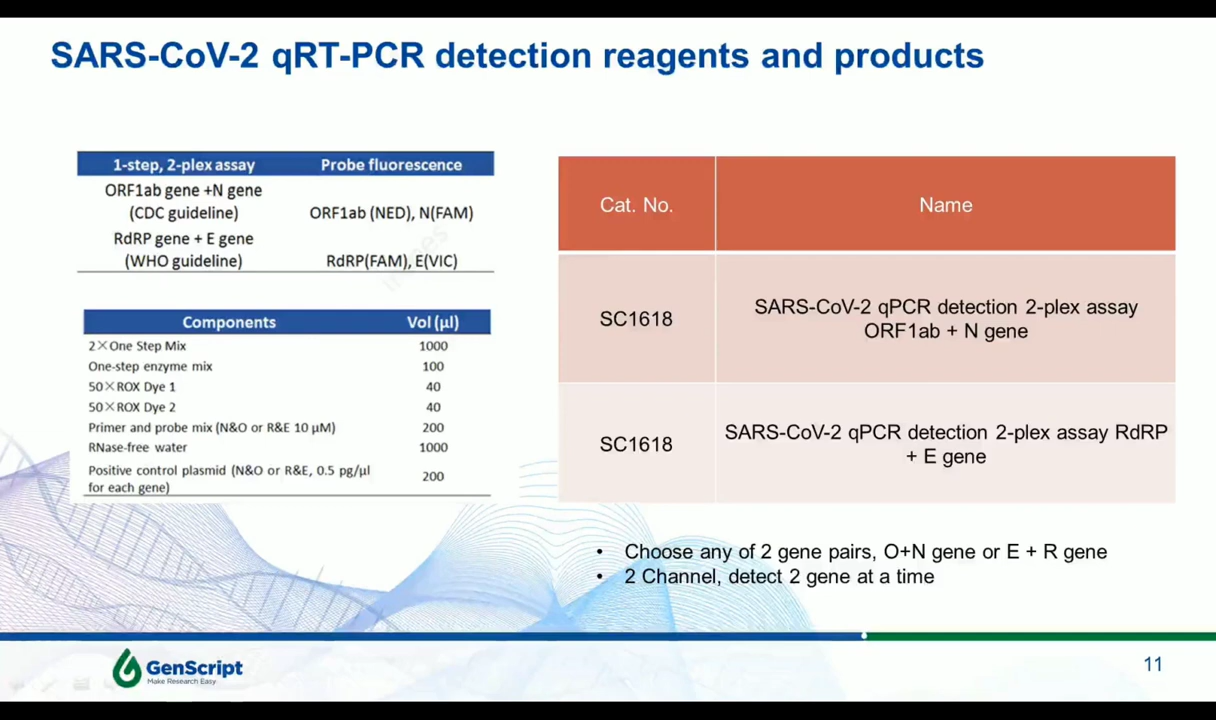 SARS-CoV-2 qRT-PCR detection reagents and products
1-step, 2-plex assay Probe fluorescence
ORF1ab gene +N gene
(CDC guideline) ORF1ab (NED), N(FAM)
RdRP gene + E gene
(WHO guideline) RdRP(FAM), E(VIC)
Components Vol (µl)
2×One Step Mix 1000
One-step enzyme mix 100
50×ROX Dye 1 40
50×ROX Dye 2 40
Primer and probe mix (N&O or R&E 10 µM) 200
RNase-free water 1000
Positive control plasmid (N&O or R&E, 0.5 pg/µl
for each gene) 200
Cat. No. Name
SC1618 SARS-CoV-2 qPCR detection 2-plex assay
ORF1ab + N gene
SC1618 SARS-CoV-2 qPCR detection 2-plex assay RdRP
+ E gene
• Choose any of 2 gene pairs, O+N gene or E + R gene
• 2 Channel, detect 2 gene at a time
GenScript
Make Research Easy
11